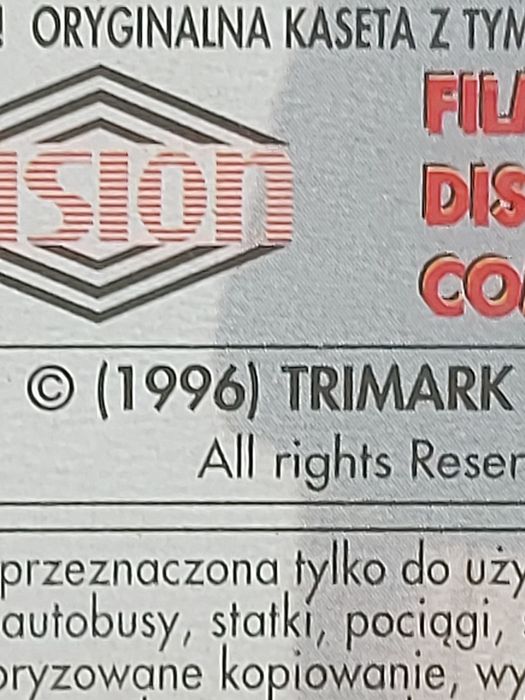 ! ORYGINALNA KASETA Z TYM
ision
FIL
DIS
CO
© (1996) TRIMARK
All rights Reser
przeznaczona tylko do uży
autobusy, statki, pociągi,
oryzowane kopiowanie, wy